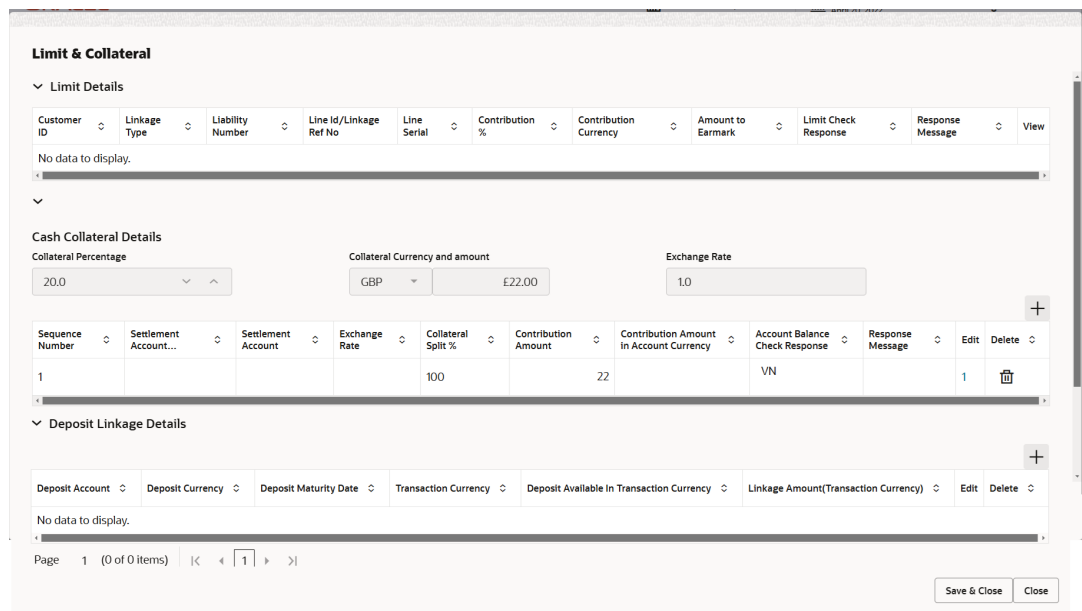 April 20, 2022
Limit & Collateral
Limit Details
Customer ID Linkage Type Liability Number Line Id/Linkage Ref No Line Serial Contribution % Contribution Currency Amount to Earmark Limit Check Response Response Message View
No data to display.
Cash Collateral Details
Collateral Percentage Collateral Currency and amount Exchange Rate
20.0 GBP £22.00 1.0
Sequence Number Settlement Account... Settlement Account Exchange Rate Collateral Split % Contribution Amount Contribution Amount in Account Currency Account Balance Check Response Response Message Edit Delete
1 100 22 VN 1
Deposit Linkage Details
Deposit Account Deposit Currency Deposit Maturity Date Transaction Currency Deposit Available In Transaction Currency Linkage Amount(Transaction Currency) Edit Delete
No data to display.
Page 1 (0 of 0 items) 1
Save & Close Close